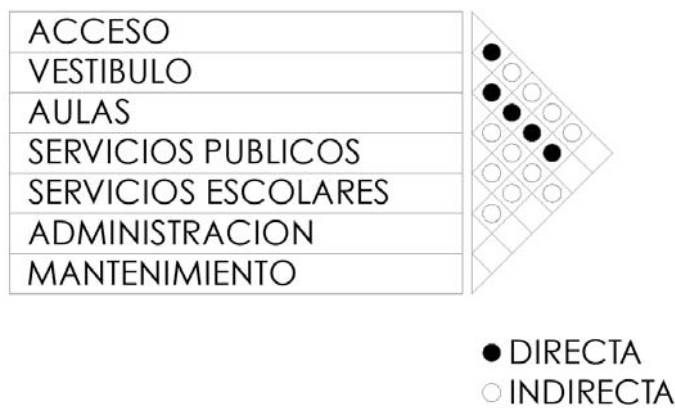 ACCESO
VESTIBULO
AULAS
SERVICIOS PUBLICOS
SERVICIOS ESCOLARES
ADMINISTRACION
MANTENIMIENTO
DIRECTA
INDIRECTA